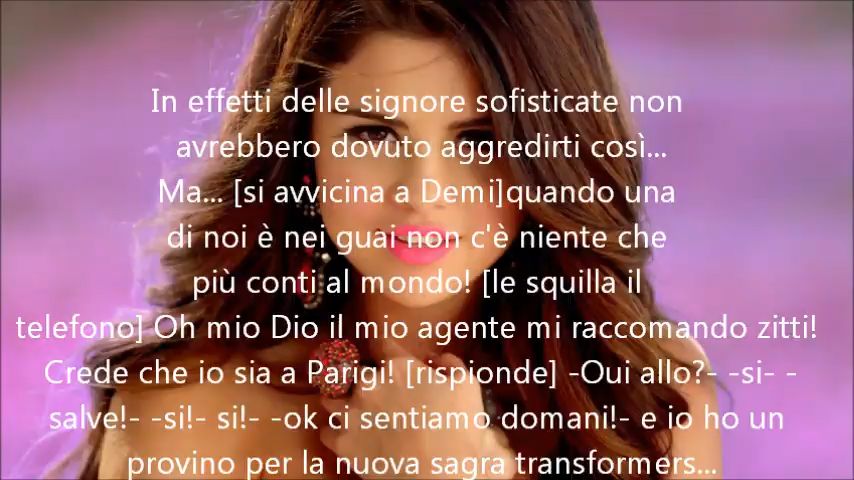 In effetti delle signore sofisticate non
avrebbero dovuto aggredirti così...
Ma... [si avvicina a Demi]quando una
di noi è nei guai non c'è niente che
più conti al mondo! [le squilla il
telefono] Oh mio Dio il mio agente mi raccomando zitti!
Crede che io sia a Parigi! [rispionde] -Oui allo?- -si- -
salve!- -si!- si!- -ok ci sentiamo domani!- e io ho un
provino per la nuova sagra transformers...